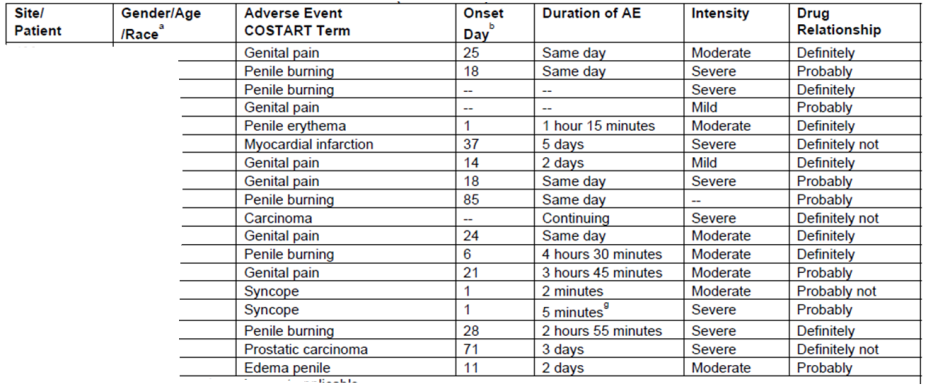 Site/ Gender/Age Adverse Event Onset Duration of AE Intensity Drug
Patient /Race a COSTART Term Day b Relationship
Genital pain 25 Same day Moderate Definitely
Penile burning 18 Same day Severe Probably
Penile burning -- -- Severe Definitely
Genital pain -- -- Mild Probably
Penile erythema 1 1 hour 15 minutes Moderate Definitely
Myocardial infarction 37 5 days Severe Definitely not
Genital pain 14 2 days Mild Definitely
Genital pain 18 Same day Severe Probably
Penile burning 85 Same day -- Probably
Carcinoma -- Continuing Severe Definitely not
Genital pain 24 Same day Moderate Definitely
Penile burning 6 4 hours 30 minutes Moderate Definitely
Genital pain 21 3 hours 45 minutes Moderate Probably
Syncope 1 2 minutes Moderate Probably not
Syncope 1 5 minutes g Severe Probably
Penile burning 28 2 hours 55 minutes Severe Definitely
Prostatic carcinoma 71 3 days Severe Definitely not
Edema penile 11 2 days Moderate Probably